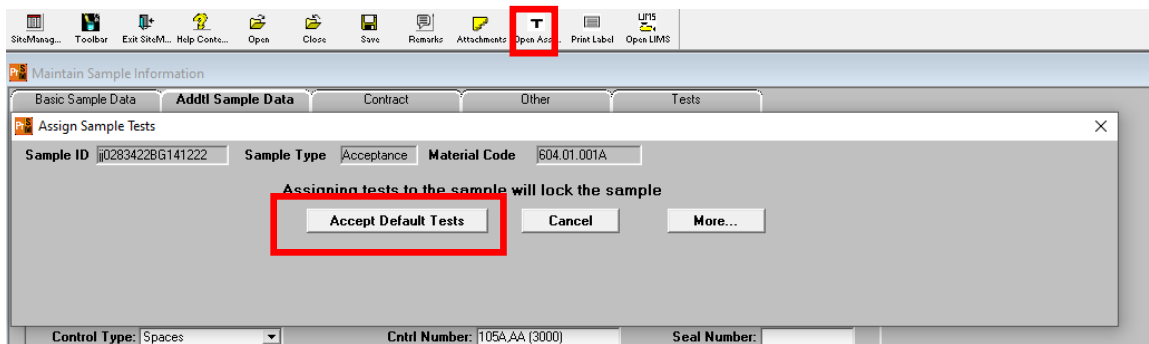 SiteManag... Toolbar Exit SiteM... Help Conte... Open Close Save Remarks Attachments Open Ass... Print Label Open LIMS
Maintain Sample Information
Basic Sample Data Addtl Sample Data Contract Other Tests
Assign Sample Tests
Sample ID jj0283422BG141222 Sample Type Acceptance Material Code 604.01.001A
Assigning tests to the sample will lock the sample
Accept Default Tests Cancel More...
Control Type: Spaces Cntrl Number: 105A,AA (3000) Seal Number: